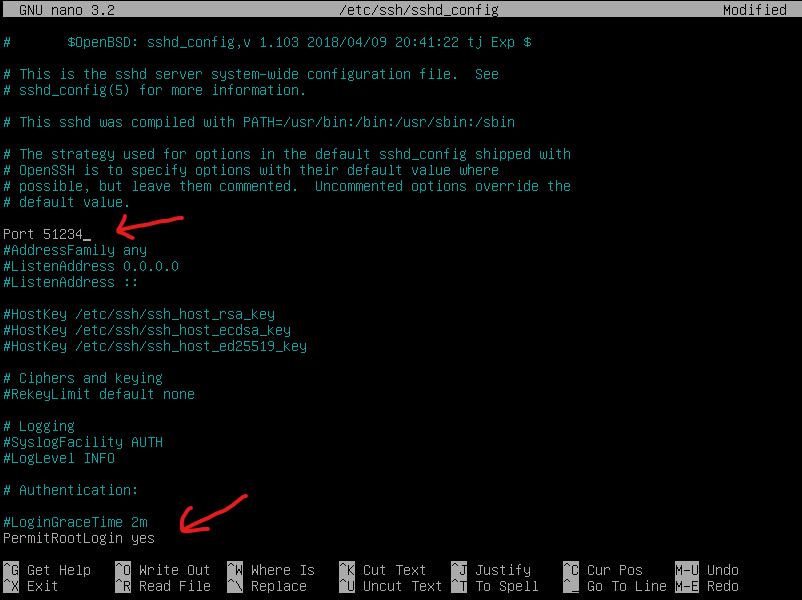 GNU nano 3.2 /etc/ssh/sshd_config Modified
# $OpenBSD: sshd_config,v 1.103 2018/04/09 20:41:22 tj Exp $
# This is the sshd server system-wide configuration file. See
# sshd_config(5) for more information.
# This sshd was compiled with PATH=/usr/bin:/bin:/usr/sbin:/sbin
# The strategy used for options in the default sshd_config shipped with
# OpenSSH is to specify options with their default value where
# possible, but leave them commented. Uncommented options override the
# default value.
Port 51234
#AddressFamily any
#ListenAddress 0.0.0.0
#ListenAddress ::
#HostKey /etc/ssh/ssh_host_rsa_key
#HostKey /etc/ssh/ssh_host_ecdsa_key
#HostKey /etc/ssh/ssh_host_ed25519_key
# Ciphers and keying
#RekeyLimit default none
# Logging
#SyslogFacility AUTH
#LogLevel INFO
# Authentication:
#LoginGraceTime 2m
PermitRootLogin yes
^G Get Help ^O Write Out ^W Where Is ^K Cut Text ^J Justify ^C Cur Pos M-U Undo
^X Exit ^R Read File ^\ Replace ^U Uncut Text ^T To Spell ^_ Go To Line M-E Redo